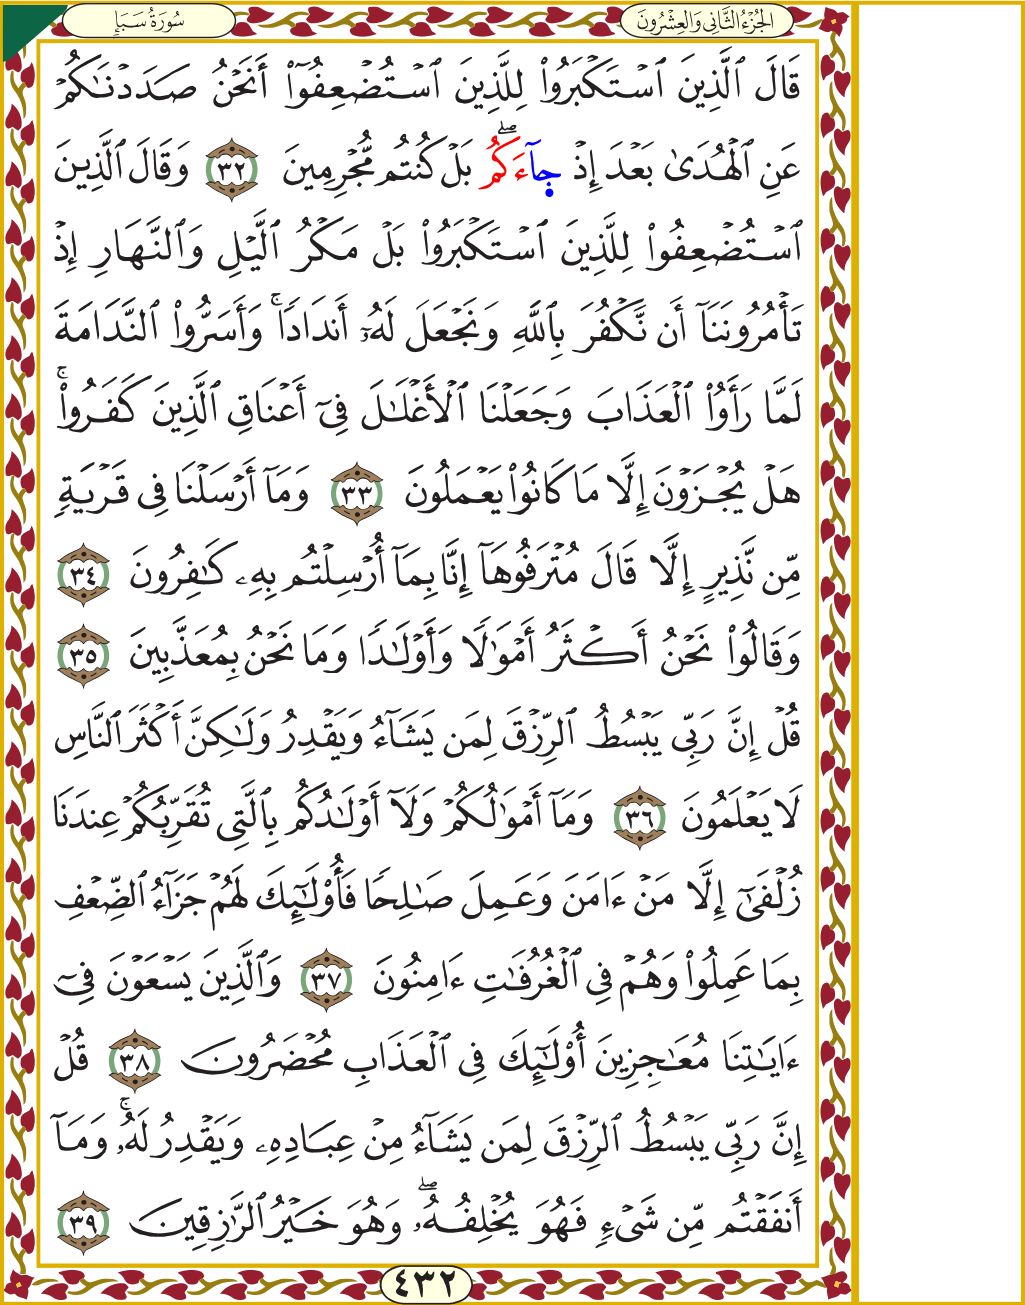 الجُزْءُ الثَّانِي وَالعِشْرُونَ
سُورَةُ سَبَإٍ
قَالَ ٱلَّذِينَ ٱسۡتَكۡبَرُواْ لِلَّذِينَ ٱسۡتُضۡعِفُوٓاْ أَنَحۡنُ صَدَدۡنَٰكُمۡ
عَنِ ٱلۡهُدَىٰ بَعۡدَ إِذۡ جِآءَكُمۖ بَلۡ كُنتُم مُّجۡرِمِينَ ٣٢ وَقَالَ ٱلَّذِينَ
ٱسۡتُضۡعِفُواْ لِلَّذِينَ ٱسۡتَكۡبَرُواْ بَلۡ مَكۡرُ ٱلَّيۡلِ وَٱلنَّهَارِ إِذۡ
تَأۡمُرُونَنَآ أَن نَّكۡفُرَ بِٱللَّهِ وَنَجۡعَلَ لَهُۥٓ أَندَادٗاۚ وَأَسَرُّواْ ٱلنَّدَامَةَ
لَمَّا رَأَوُاْ ٱلۡعَذَابَ وَجَعَلۡنَا ٱلۡأَغۡلَٰلَ فِيٓ أَعۡنَاقِ ٱلَّذِينَ كَفَرُواْۚ
هَلۡ يُجۡزَوۡنَ إِلَّا مَا كَانُواْ يَعۡمَلُونَ ٣٣ وَمَآ أَرۡسَلۡنَا فِي قَرۡيَةٖ
مِّن نَّذِيرٍ إِلَّا قَالَ مُتۡرَفُوهَآ إِنَّا بِمَآ أُرۡسِلۡتُم بِهِۦ كَٰفِرُونَ ٣٤
وَقَالُواْ نَحۡنُ أَكۡثَرُ أَمۡوَٰلٗا وَأَوۡلَٰدٗا وَمَا نَحۡنُ بِمُعَذَّبِينَ ٣٥
قُلۡ إِنَّ رَبِّي يَبۡسُطُ ٱلرِّزۡقَ لِمَن يَشَآءُ وَيَقۡدِرُ وَلَٰكِنَّ أَكۡثَرَ ٱلنَّاسِ
لَا يَعۡلَمُونَ ٣٦ وَمَآ أَمۡوَٰلُكُمۡ وَلَآ أَوۡلَٰدُكُم بِٱلَّتِي تُقَرِّبُكُمۡ عِندَنَا
زُلۡفَىٰٓ إِلَّا مَنۡ ءَامَنَ وَعَمِلَ صَٰلِحٗا فَأُوْلَٰٓئِكَ لَهُمۡ جَزَآءُ ٱلضِّعۡفِ
بِمَا عَمِلُواْ وَهُمۡ فِي ٱلۡغُرُفَٰتِ ءَامِنُونَ ٣٧ وَٱلَّذِينَ يَسۡعَوۡنَ فِيٓ
ءَايَٰتِنَا مُعَٰجِزِينَ أُوْلَٰٓئِكَ فِي ٱلۡعَذَابِ مُحۡضَرُونَ ٣٨ قُلۡ
إِنَّ رَبِّي يَبۡسُطُ ٱلرِّزۡقَ لِمَن يَشَآءُ مِنۡ عِبَادِهِۦ وَيَقۡدِرُ لَهُۥۚ وَمَآ
أَنفَقۡتُم مِّن شَيۡءٖ فَهُوَ يُخۡلِفُهُۥۖ وَهُوَ خَيۡرُ ٱلرَّٰزِقِينَ ٣٩
٤٣٢